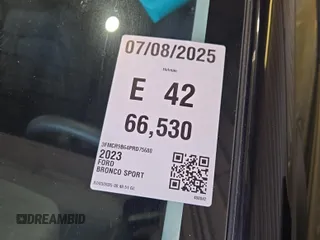 07/08/2025
E 42
66,530
2023
FORD
BRONCO SPORT
DREAMBID